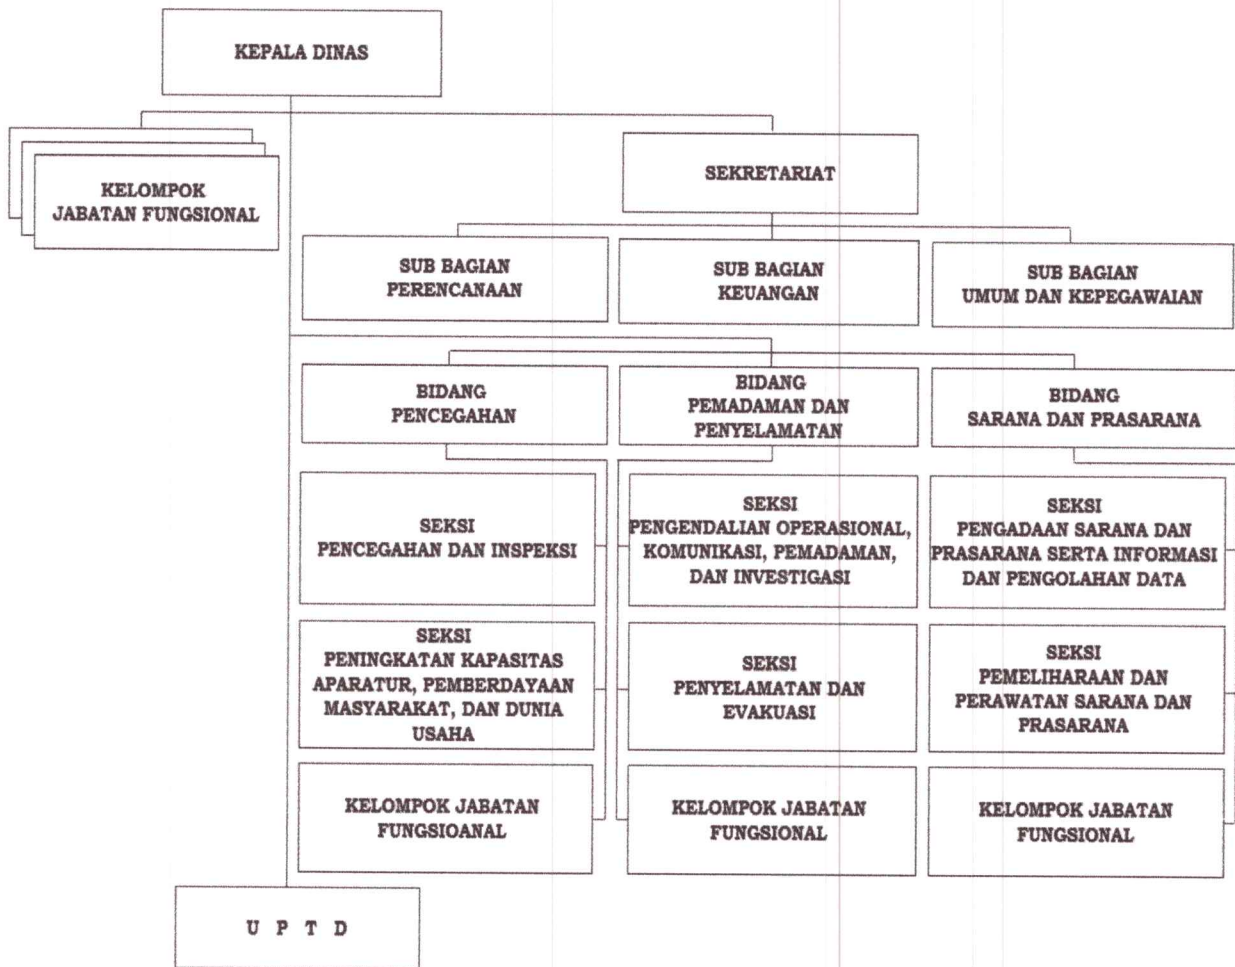 KEPALA DINAS
KELOMPOK
JABATAN FUNGSIONAL
SEKRETARIAT
SUB BAGIAN
PERENCANAAN
SUB BAGIAN
KEUANGAN
SUB BAGIAN
UMUM DAN KEPEGAWAIAN
BIDANG
PENCEGAHAN
BIDANG
PEMADAMAN DAN
PENYELAMATAN
BIDANG
SARANA DAN PRASARANA
SEKSI
PENCEGAHAN DAN INSPEKSI
SEKSI
PENGENDALIAN OPERASIONAL,
KOMUNIKASI, PEMADAMAN,
DAN INVESTIGASI
SEKSI
PENGADAAN SARANA DAN
PRASARANA SERTA INFORMASI
DAN PENGOLAHAN DATA
SEKSI
PENINGKATAN KAPASITAS
APARATUR, PEMBERDAYAAN
MASYARAKAT, DAN DUNIA
USAHA
SEKSI
PENYELAMATAN DAN
EVAKUASI
SEKSI
PEMELIHARAAN DAN
PERAWATAN SARANA DAN
PRASARANA
KELOMPOK JABATAN
FUNGSIOANAL
KELOMPOK JABATAN
FUNGSIONAL
KELOMPOK JABATAN
FUNGSIONAL
U P T D